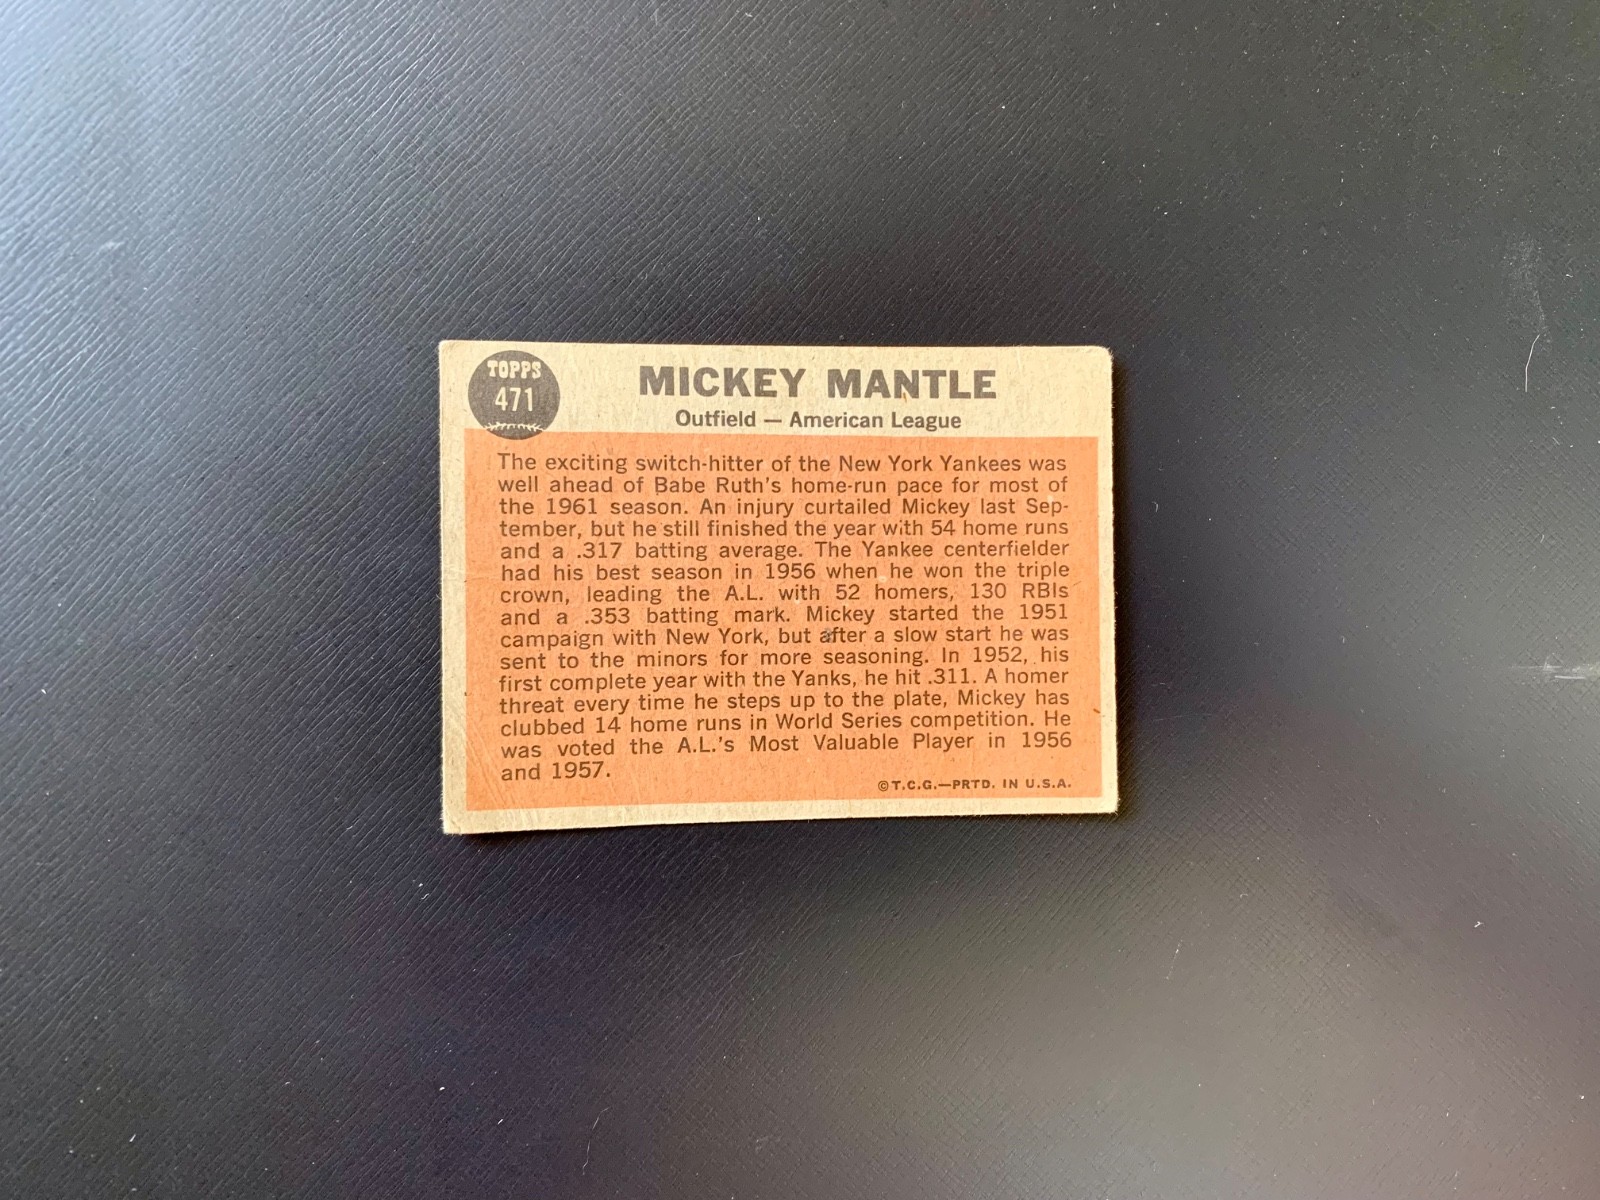 TOPPS
471
MICKEY MANTLE
Outfield — American League
The exciting switch-hitter of the New York Yankees was
well ahead of Babe Ruth's home-run pace for most of
the 1961 season. An injury curtailed Mickey last Sep-
tember, but he still finished the year with 54 home runs
and a .317 batting average. The Yankee centerfielder
had his best season in 1956 when he won the triple
crown, leading the A.L. with 52 homers, 130 RBIs
and a .353 batting mark. Mickey started the 1951
campaign with New York, but after a slow start he was
sent to the minors for more seasoning. In 1952, his
first complete year with the Yanks, he hit .311. A homer
threat every time he steps up to the plate, Mickey has
clubbed 14 home runs in World Series competition. He
was voted the A.L.'s Most Valuable Player in 1956
and 1957.
©T.C.G.—PRTD. IN U.S.A.